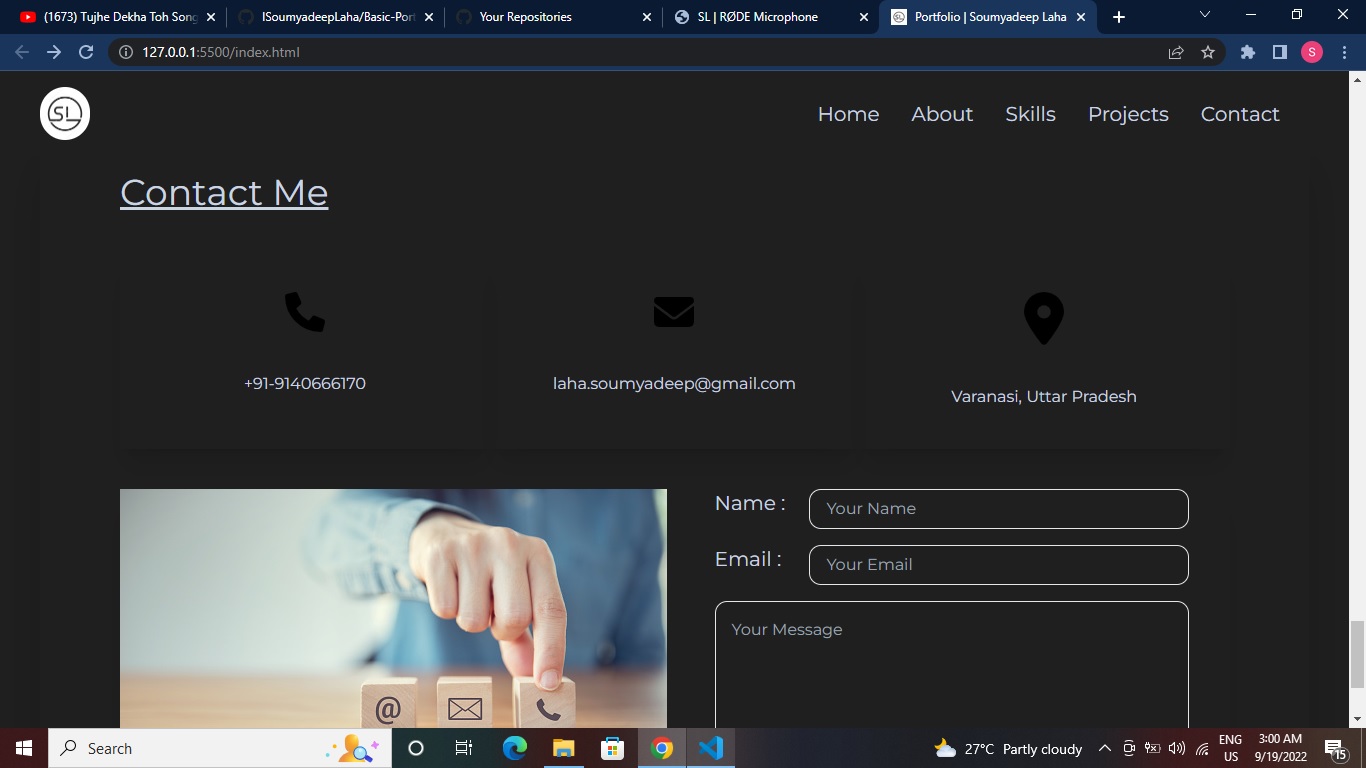 (1673) Tujhe Dekha Toh Song
ISoumyadeepLaha/Basic-Port
Your Repositories
SL | RØDE Microphone
Portfolio | Soumyadeep Laha
127.0.0.1:5500/index.html
S
SL
Home
About
Skills
Projects
Contact
Contact Me
+91-9140666170
laha.soumyadeep@gmail.com
Varanasi, Uttar Pradesh
Name :
Your Name
Email :
Your Email
Your Message
@
Search
27°C Partly cloudy
ENG
US
3:00 AM
9/19/2022
15